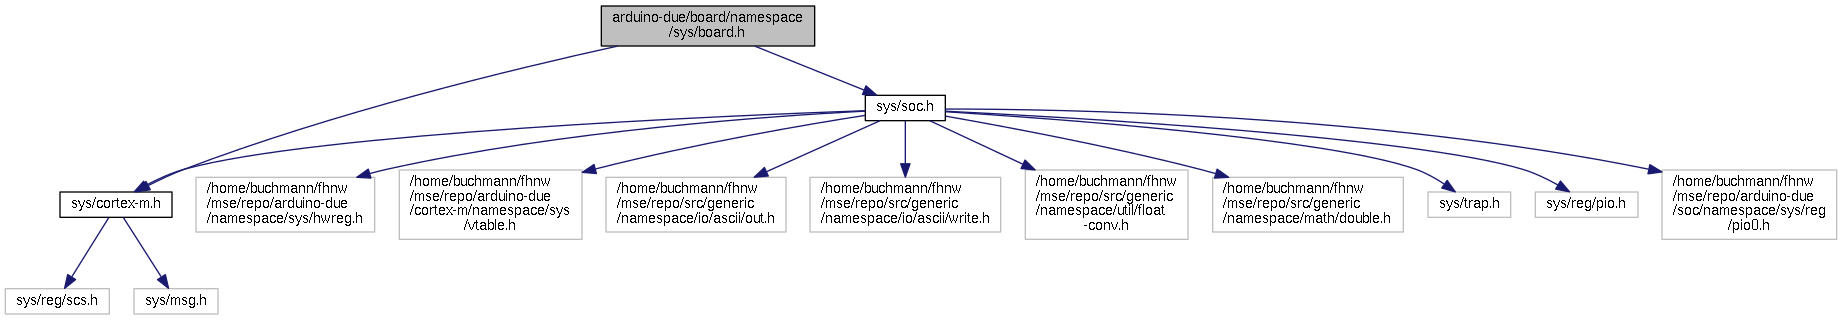 arduino-due/board/namespace
/sys/board.h
sys/soc.h
sys/cortex-m.h
/home/buchmann/fhnw
/mse/repo/arduino-due
/namespace/sys/hwreg.h
/home/buchmann/fhnw
/mse/repo/arduino-due
/cortex-m/namespace/sys
/vtable.h
/home/buchmann/fhnw
/mse/repo/src/generic
/namespace/io/ascii/out.h
/home/buchmann/fhnw
/mse/repo/src/generic
/namespace/io/ascii/write.h
/home/buchmann/fhnw
/mse/repo/src/generic
/namespace/util/float
-conv.h
/home/buchmann/fhnw
/mse/repo/src/generic
/namespace/math/double.h
sys/trap.h
sys/reg/pio.h
/home/buchmann/fhnw
/mse/repo/arduino-due
/soc/namespace/sys/reg
/pio0.h
sys/reg/scs.h
sys/msg.h